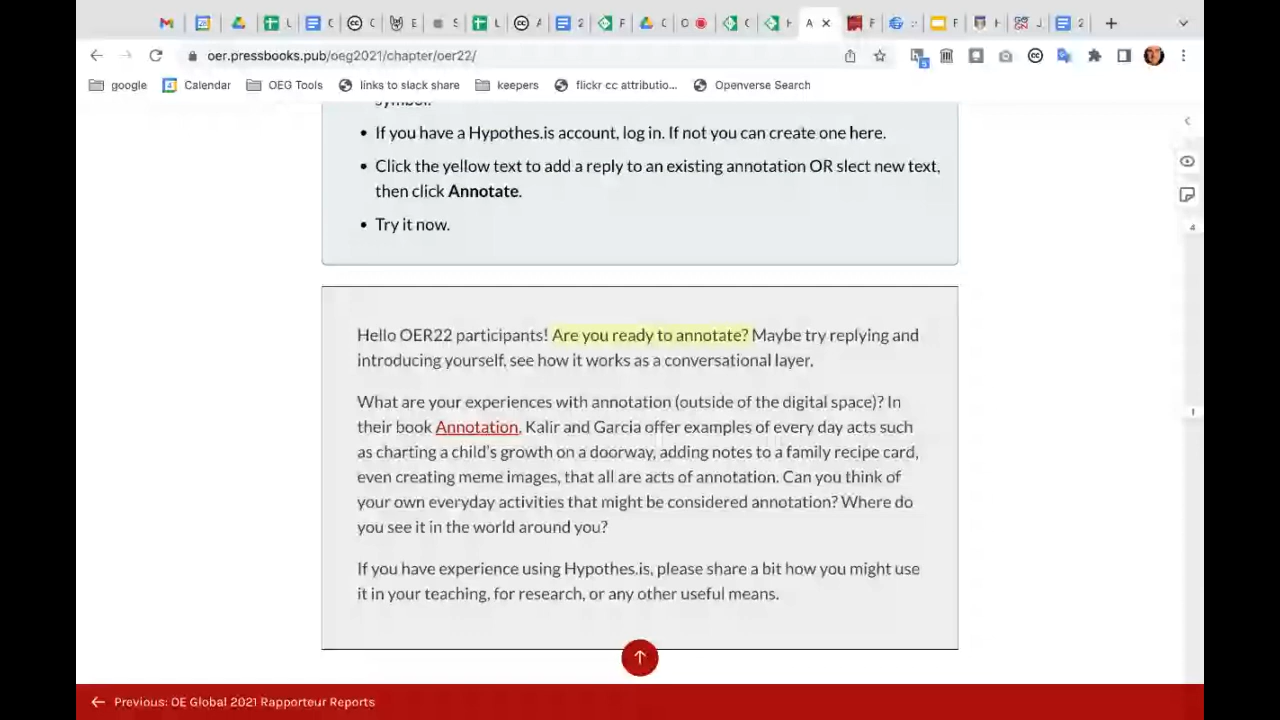 oer.pressbooks.pub/oeg2021/chapter/oer22/
google Calendar OEG Tools links to slack share keepers flickr cc attributio... Openverse Search
symbol.
• If you have a Hypothes.is account, log in. If not you can create one here.
• Click the yellow text to add a reply to an existing annotation OR slect new text,
then click Annotate.
• Try it now.
4
Hello OER22 participants! Are you ready to annotate? Maybe try replying and
introducing yourself, see how it works as a conversational layer.
What are your experiences with annotation (outside of the digital space)? In
their book Annotation, Kalir and Garcia offer examples of every day acts such
1
as charting a child's growth on a doorway, adding notes to a family recipe card,
even creating meme images, that all are acts of annotation. Can you think of
your own everyday activities that might be considered annotation? Where do
you see it in the world around you?
If you have experience using Hypothes.is, please share a bit how you might use
it in your teaching, for research, or any other useful means.
← Previous: OE Global 2021 Rapporteur Reports